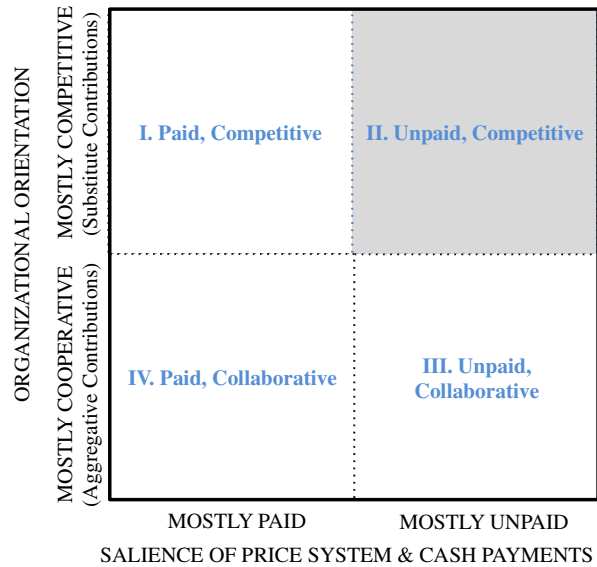 ORGANIZATIONAL ORIENTATION
MOSTLY COMPETITIVE
(Substitute Contributions)
MOSTLY COOPERATIVE
(Aggregative Contributions)
I. Paid, Competitive
II. Unpaid, Competitive
IV. Paid, Collaborative
III. Unpaid,
Collaborative
MOSTLY PAID
MOSTLY UNPAID
SALIENCE OF PRICE SYSTEM & CASH PAYMENTS